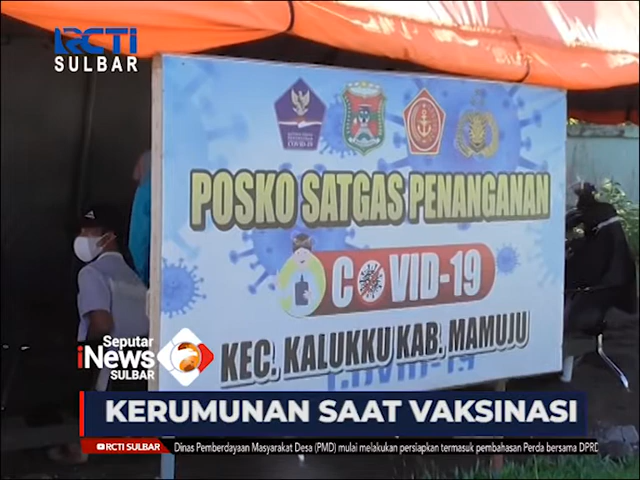 RCTI
SULBAR
POSKO SATGAS PENANGANAN
COVID-19
KEC. KALUKKU KAB. MAMUJU
Seputar
iNews
SULBAR
KERUMUNAN SAAT VAKSINASI
RCTI SULBAR
Dinas Pemberdayaan Masyarakat Desa (PMD) mulai melakukan persiapkan termasuk pembahasan Perda bersama DPRD